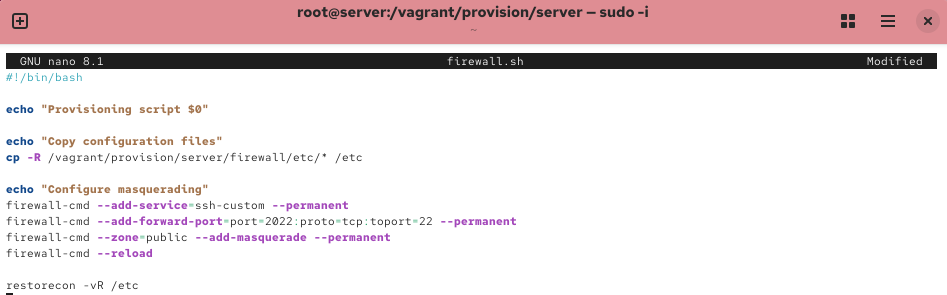 root@server:/vagrant/provision/server — sudo -i
~
GNU nano 8.1 firewall.sh Modified
#!/bin/bash
echo "Provisioning script $0"
echo "Copy configuration files"
cp -R /vagrant/provision/server/firewall/etc/* /etc
echo "Configure masquerading"
firewall-cmd --add-service=ssh-custom --permanent
firewall-cmd --add-forward-port=port=2022:proto=tcp:toport=22 --permanent
firewall-cmd --zone=public --add-masquerade --permanent
firewall-cmd --reload
restorecon -vR /etc